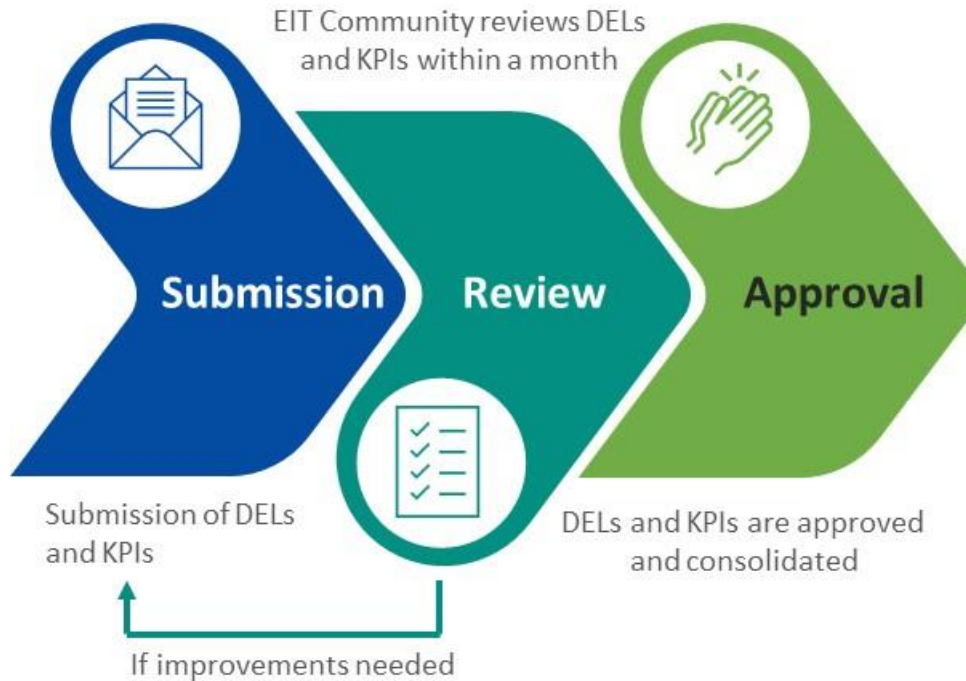 EIT Community reviews DELs
and KPIs within a month
Submission
Review
Approval
Submission of DELs
and KPIs
DELs and KPIs are approved
and consolidated
If improvements needed